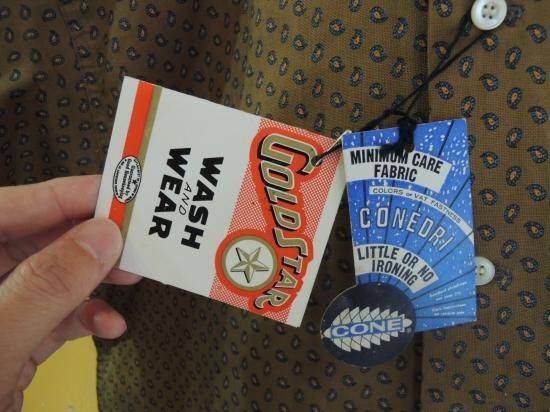 GOLDSTAR
WASH
AND
WEAR
MINIMUM CARE
FABRIC
COLORS OF VAT FASTNESS
CONEDRI
LITTLE OR NO
IRONING
CONE